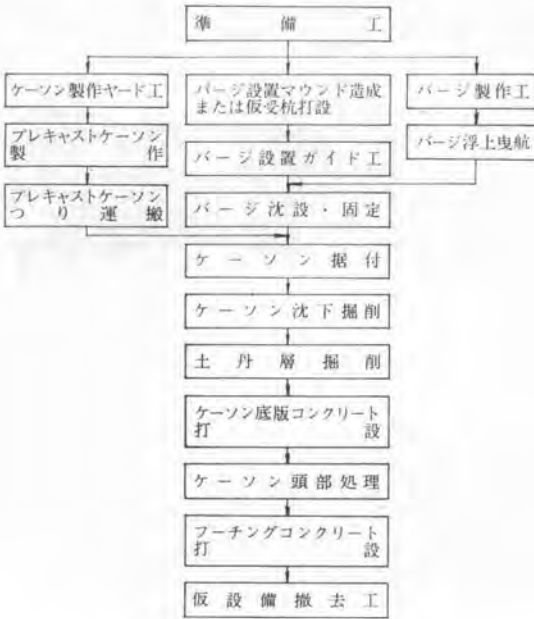 準備工
ケーソン製作ヤード工
バージ設置マウンド造成
または仮受杭打設
バージ製作工
プレキャストケーソン
製作
バージ設置ガイド工
バージ浮上曳航
プレキャストケーソン
つり運搬
バージ沈設・固定
ケーソン据付
ケーソン沈下掘削
土丹層掘削
ケーソン底版コンクリート
打設
ケーソン頭部処理
フーチングコンクリート
打設
仮設備撤去工